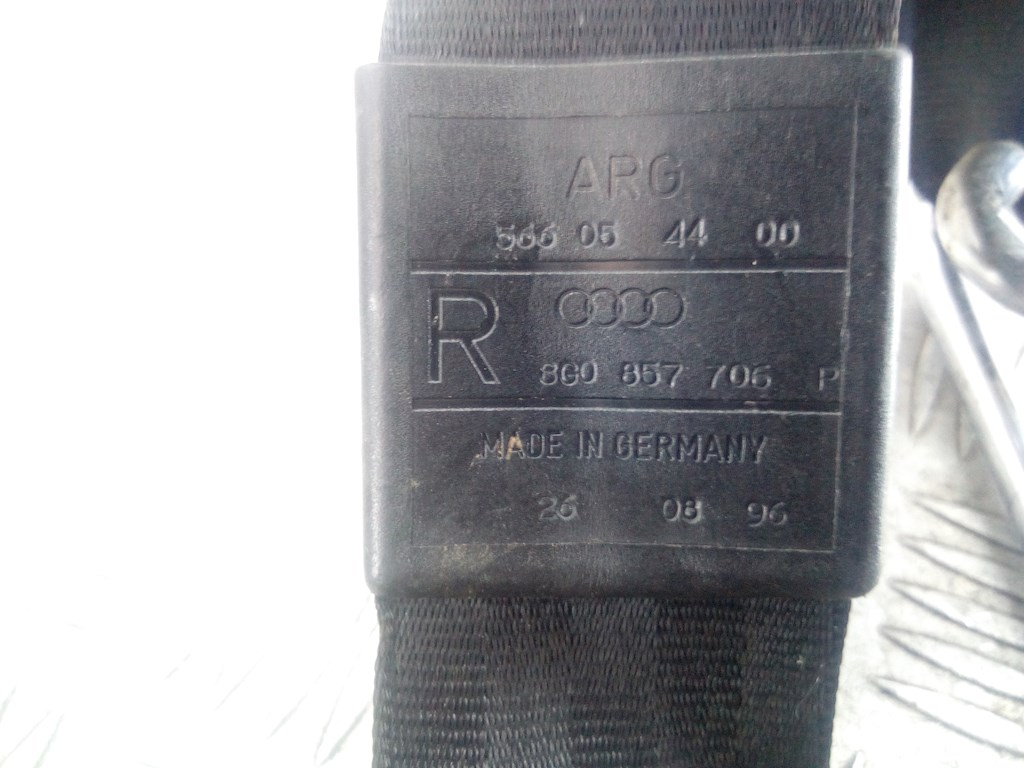 ARG
566 05 44 00
R
8G0 857 706 P
MADE IN GERMANY
26 08 96